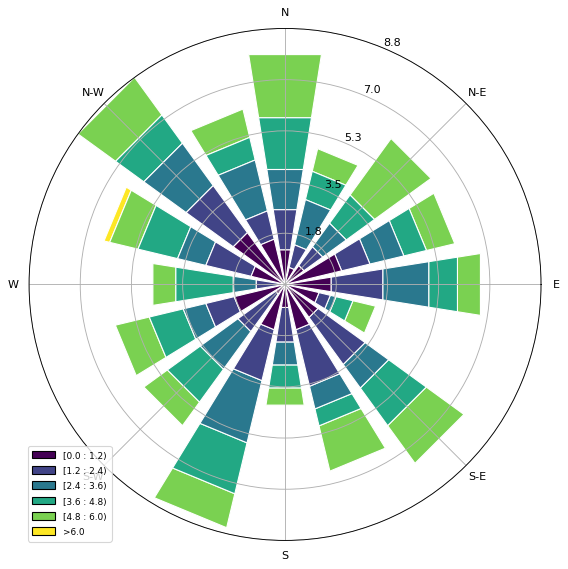 N
8.8
N-W
7.0
N-E
5.3
3.5
1.8
W
E
[0.0 : 1.2)
[1.2 : 2.4)
[2.4 : 3.6)
[3.6 : 4.8)
[4.8 : 6.0)
>6.0
S-W
S-E
S